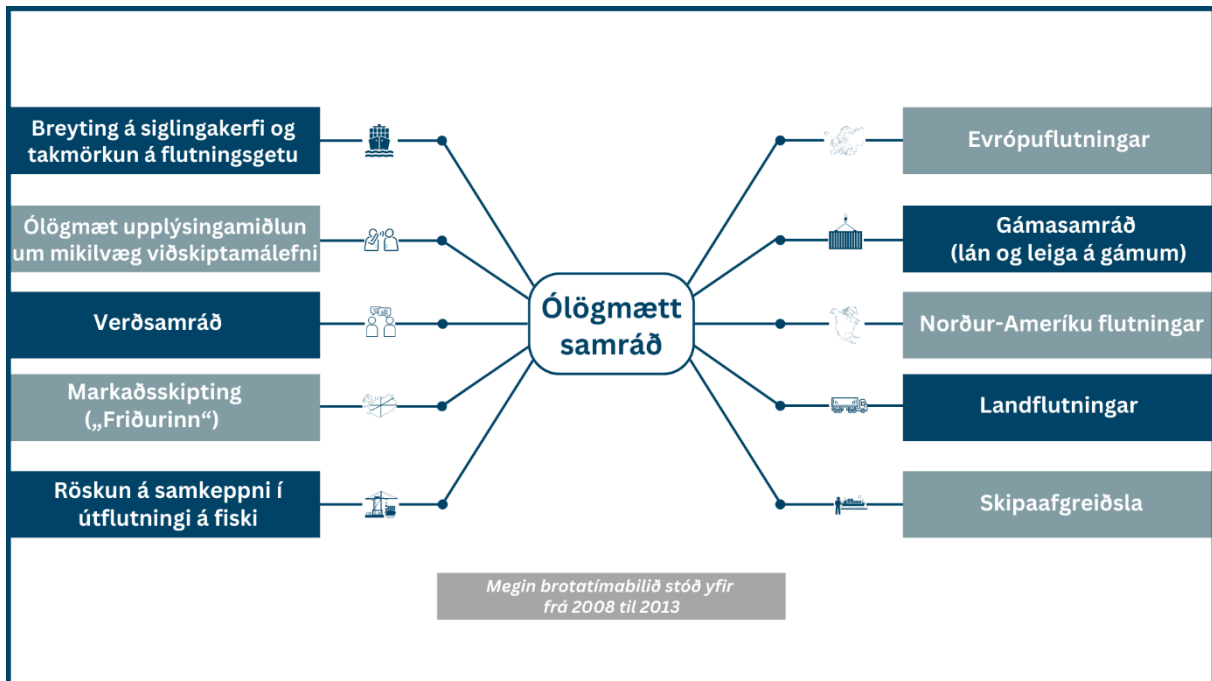 Breyting á siglingakerfi og
takmörkun á flutningsgetu
Ólögmæt upplýsingamiðlun
um mikilvæg viðskiptamálefni
Verðsamráð
Markaðsskipting
(„Friðurinn“)
Röskun á samkeppni í
útflutningi á fiski
Ólögmætt
samráð
Evrópuflutningar
Gámasamráð
(lán og leiga á gámum)
Norður-Ameríku flutningar
Landflutningar
Skipaafgreiðsla
Megin brotatímabilið stóð yfir
frá 2008 til 2013